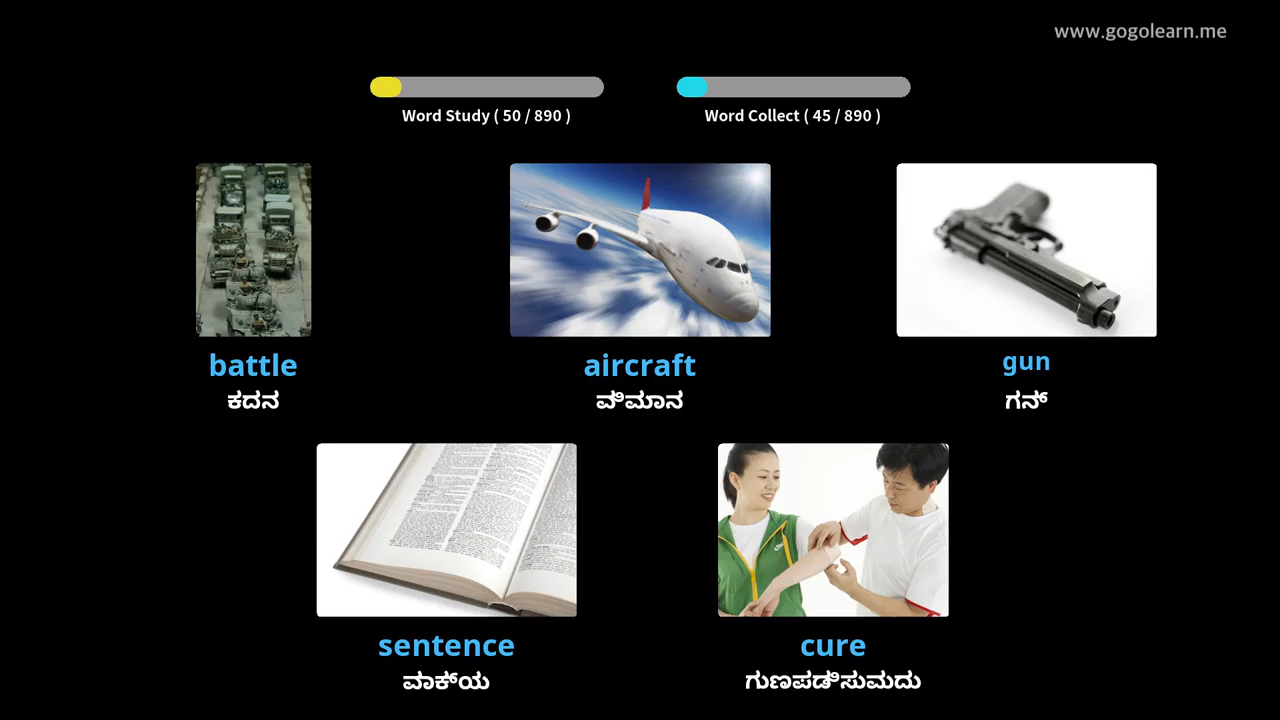 www.gogolearn.me
Word Study ( 50 / 890 )
Word Collect ( 45 / 890 )
battle
aircraft
gun
ಕದನ
ವಿಮಾನ
ಗನ್
sentence
cure
ವಾಕ್ಯ
ಗುಣಪಡಿಸುಮದು